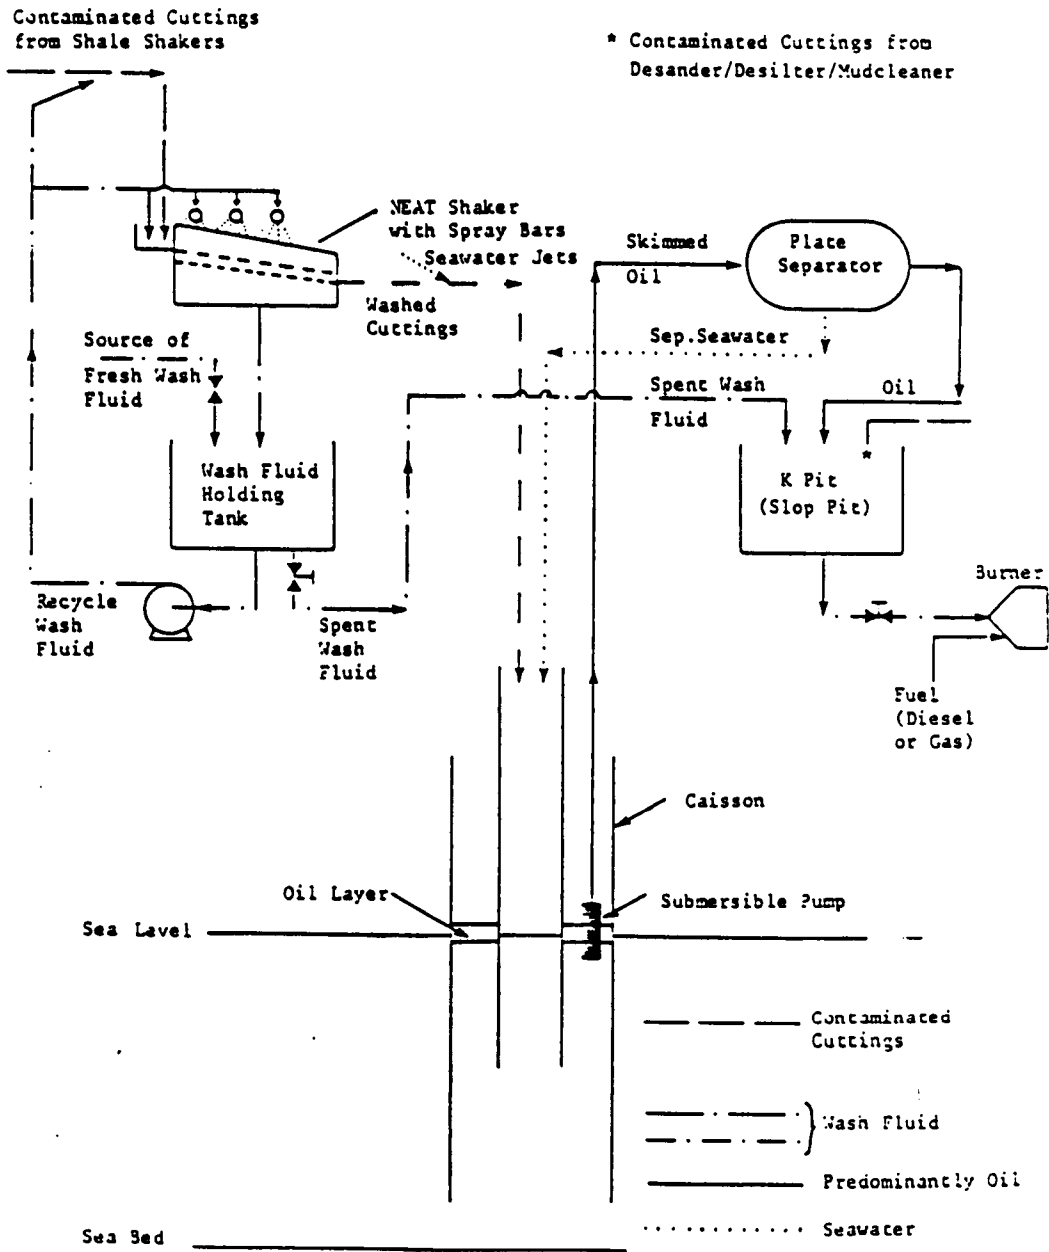 Contaminated Cuttings
from Shale Shakers
* Contaminated Cuttings from
Desander/Desilter/Mudcleaner
NEAT Shaker
with Spray Bars
Seawater Jets
Washed
Cuttings
Skimmed
Oil
Plate
Separator
Source of
Fresh Wash
Fluid
Sep.Seawater
Spent Wash
Fluid
Oil
*
Wash Fluid
Holding
Tank
K Pit
(Slop Pit)
Burner
Recycle
Wash
Fluid
Spent
Wash
Fluid
Fuel
(Diesel
or Gas)
Caisson
Oil Layer
Submersible Pump
Sea Level
Contaminated
Cuttings
Wash Fluid
Predominantly Oil
Seawater
Sea Bed